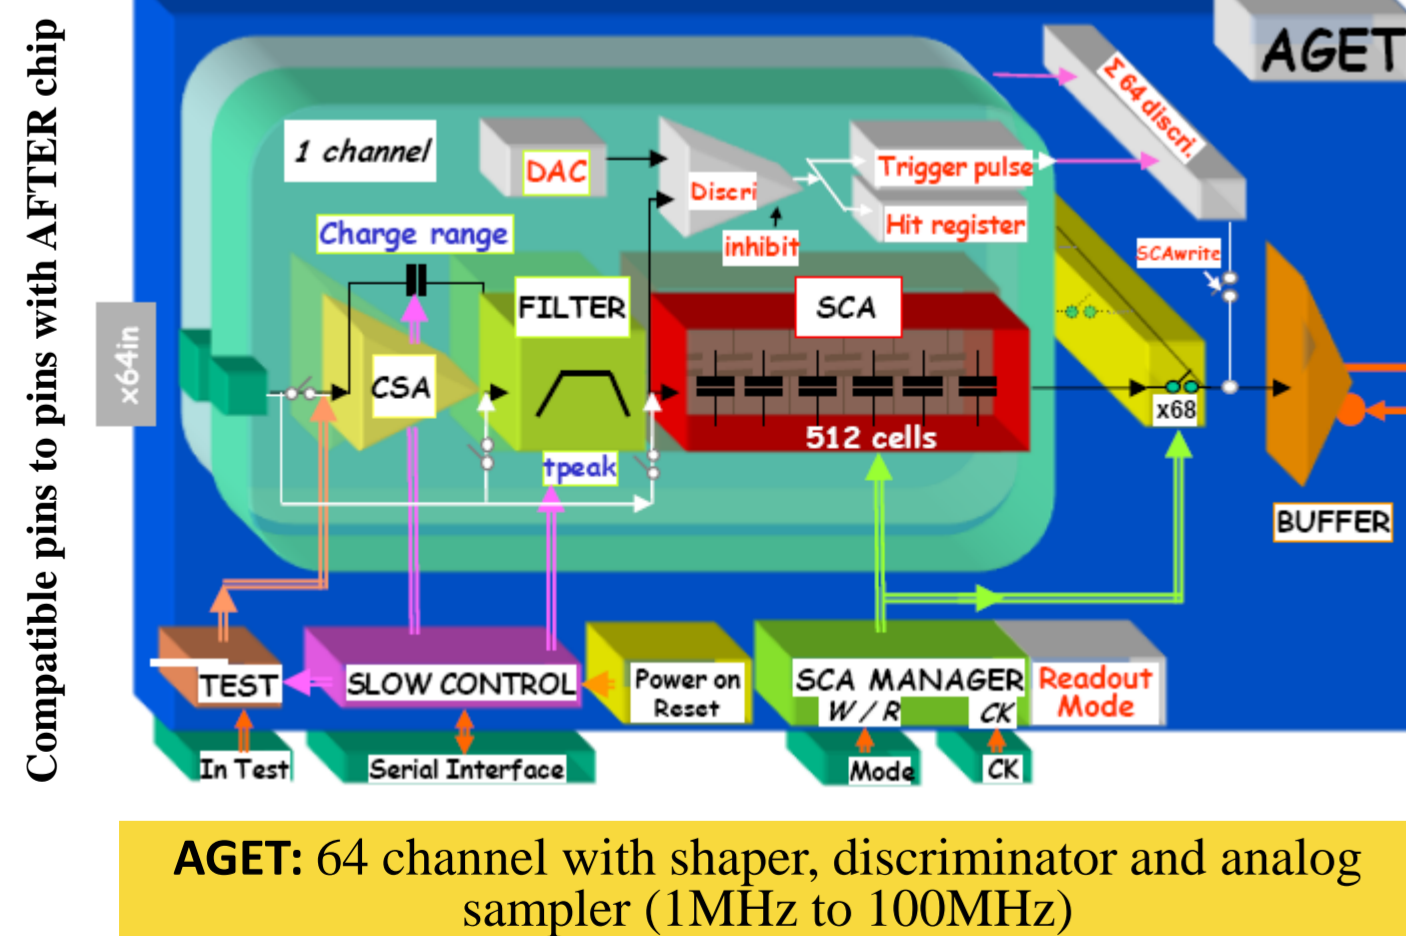 Compatible pins to pins with AFTER chip
AGET
Σ 64 discri.
1 channel
DAC
Discri
Trigger pulse
Hit register
inhibit
Charge range
SCAwrite
FILTER
SCA
x64in
CSA
x68
512 cells
tpeak
BUFFER
TEST
SLOW CONTROL
Power on
Reset
SCA MANAGER
W / R
CK
Readout
Mode
In Test
Serial Interface
Mode
CK
AGET: 64 channel with shaper, discriminator and analog
sampler (1MHz to 100MHz)